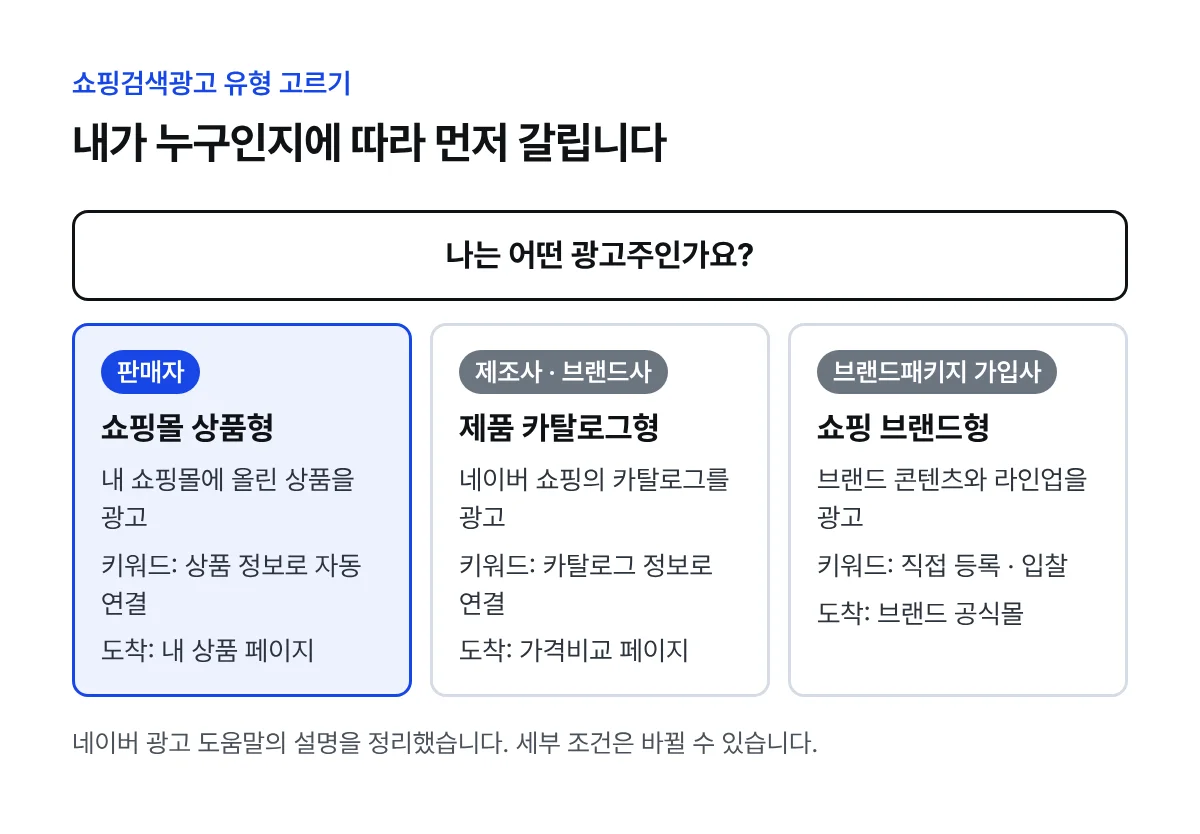 쇼핑검색광고 유형 고르기
내가 누구인지에 따라 먼저 갈립니다
나는 어떤 광고주인가요?
판매자
쇼핑몰 상품형
내 쇼핑몰에 올린 상품을
광고
키워드: 상품 정보로 자동
연결
도착: 내 상품 페이지
제조사 · 브랜드사
제품 카탈로그형
네이버 쇼핑의 카탈로그를
광고
키워드: 카탈로그 정보로
연결
도착: 가격비교 페이지
브랜드패키지 가입사
쇼핑 브랜드형
브랜드 콘텐츠와 라인업을
광고
키워드: 직접 등록 · 입찰
도착: 브랜드 공식몰
네이버 광고 도움말의 설명을 정리했습니다. 세부 조건은 바뀔 수 있습니다.